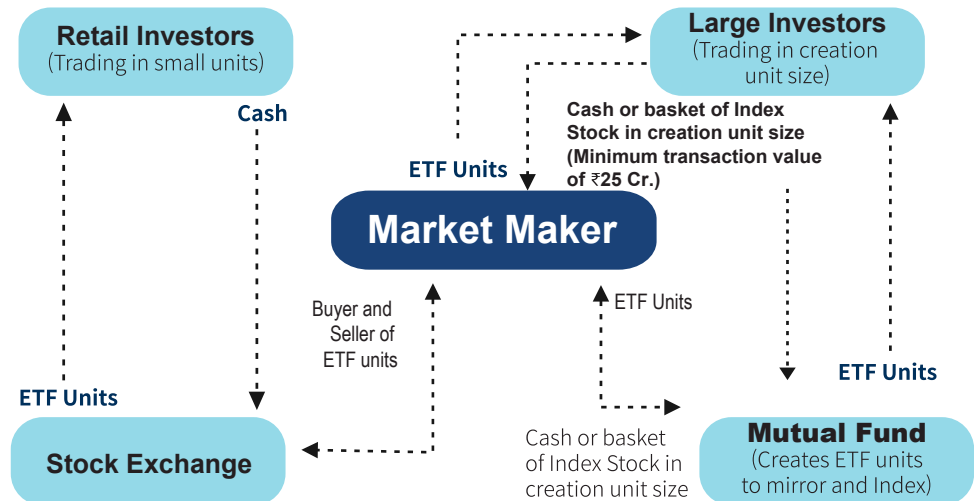 Retail Investors
(Trading in small units)
Large Investors
(Trading in creation
unit size)
Cash
Cash or basket of Index
Stock in creation unit size
(Minimum transaction value
of ₹25 Cr.)
ETF Units
Market Maker
Buyer and
Seller of
ETF units
ETF Units
ETF Units
ETF Units
Stock Exchange
Cash or basket
of Index Stock in
creation unit size
Mutual Fund
(Creates ETF units
to mirror and Index)